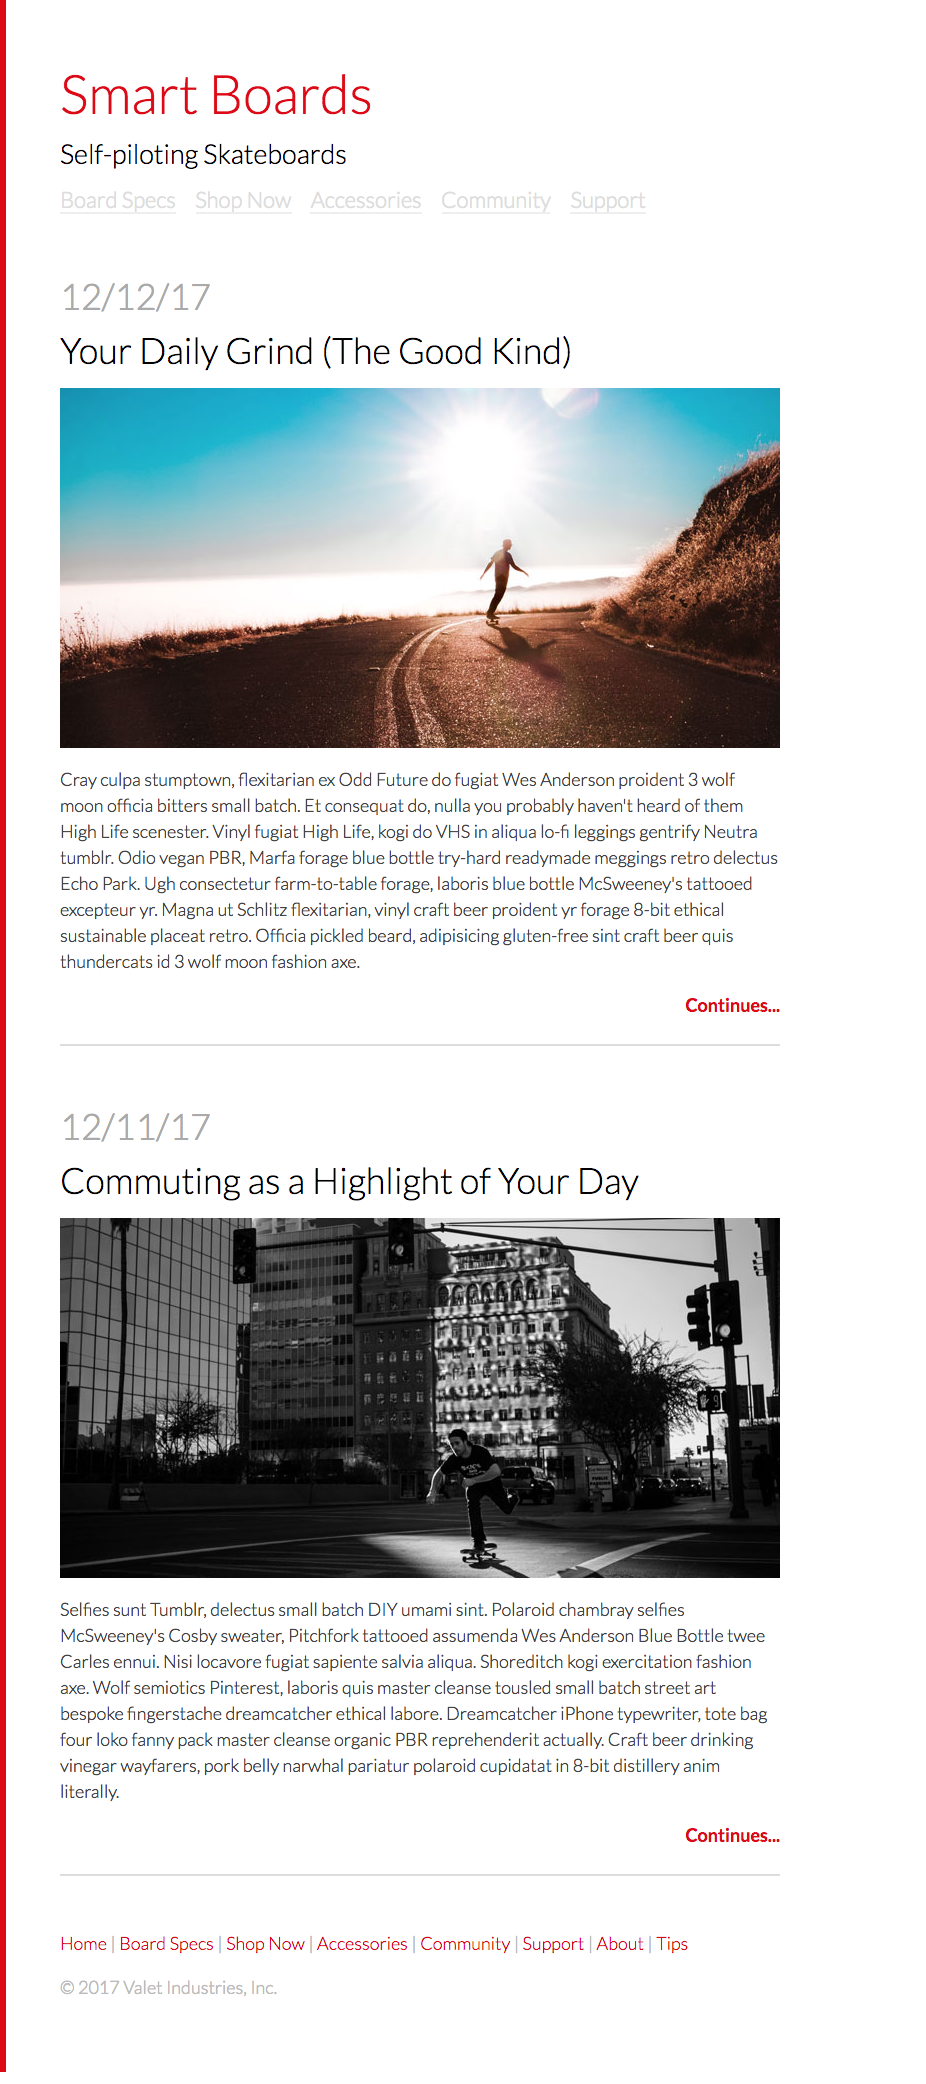 Smart Boards
Self-piloting Skateboards
Board Specs Shop Now Accessories Community Support
12/12/17
Your Daily Grind (The Good Kind)
Cray culpa stumptown, flexitarian ex Odd Future do fugiat Wes Anderson proident 3 wolf
moon officia bitters small batch. Et consequat do, nulla you probably haven't heard of them
High Life scenester. Vinyl fugiat High Life, kogi do VHS in aliqua lo-fi leggings gentrify Neutra
tumblr. Odio vegan PBR, Marfa forage blue bottle try-hard readymade meggings retro delectus
Echo Park. Ugh consectetur farm-to-table forage, laboris blue bottle McSweeney's tattooed
excepteur yr. Magna ut Schlitz flexitarian, vinyl craft beer proident yr forage 8-bit ethical
sustainable placeat retro. Officia pickled beard, adipisicing gluten-free sint craft beer quis
thundercats id 3 wolf moon fashion axe.
Continues...
12/11/17
Commuting as a Highlight of Your Day
Selfies sunt Tumblr, delectus small batch DIY umami sint. Polaroid chambray selfies
McSweeney's Cosby sweater, Pitchfork tattooed assumenda Wes Anderson Blue Bottle twee
Carles ennui. Nisi locavore fugiat sapiente salvia aliqua. Shoreditch kogi exercitation fashion
axe. Wolf semiotics Pinterest, laboris quis master cleanse tousled small batch street art
bespoke fingerstache dreamcatcher ethical labore. Dreamcatcher iPhone typewriter, tote bag
four loko fanny pack master cleanse organic PBR reprehenderit actually. Craft beer drinking
vinegar wayfarers, pork belly narwhal pariatur polaroid cupidatat in 8-bit distillery anim
literally.
Continues...
Home | Board Specs | Shop Now | Accessories | Community | Support | About | Tips
© 2017 Valet Industries, Inc.